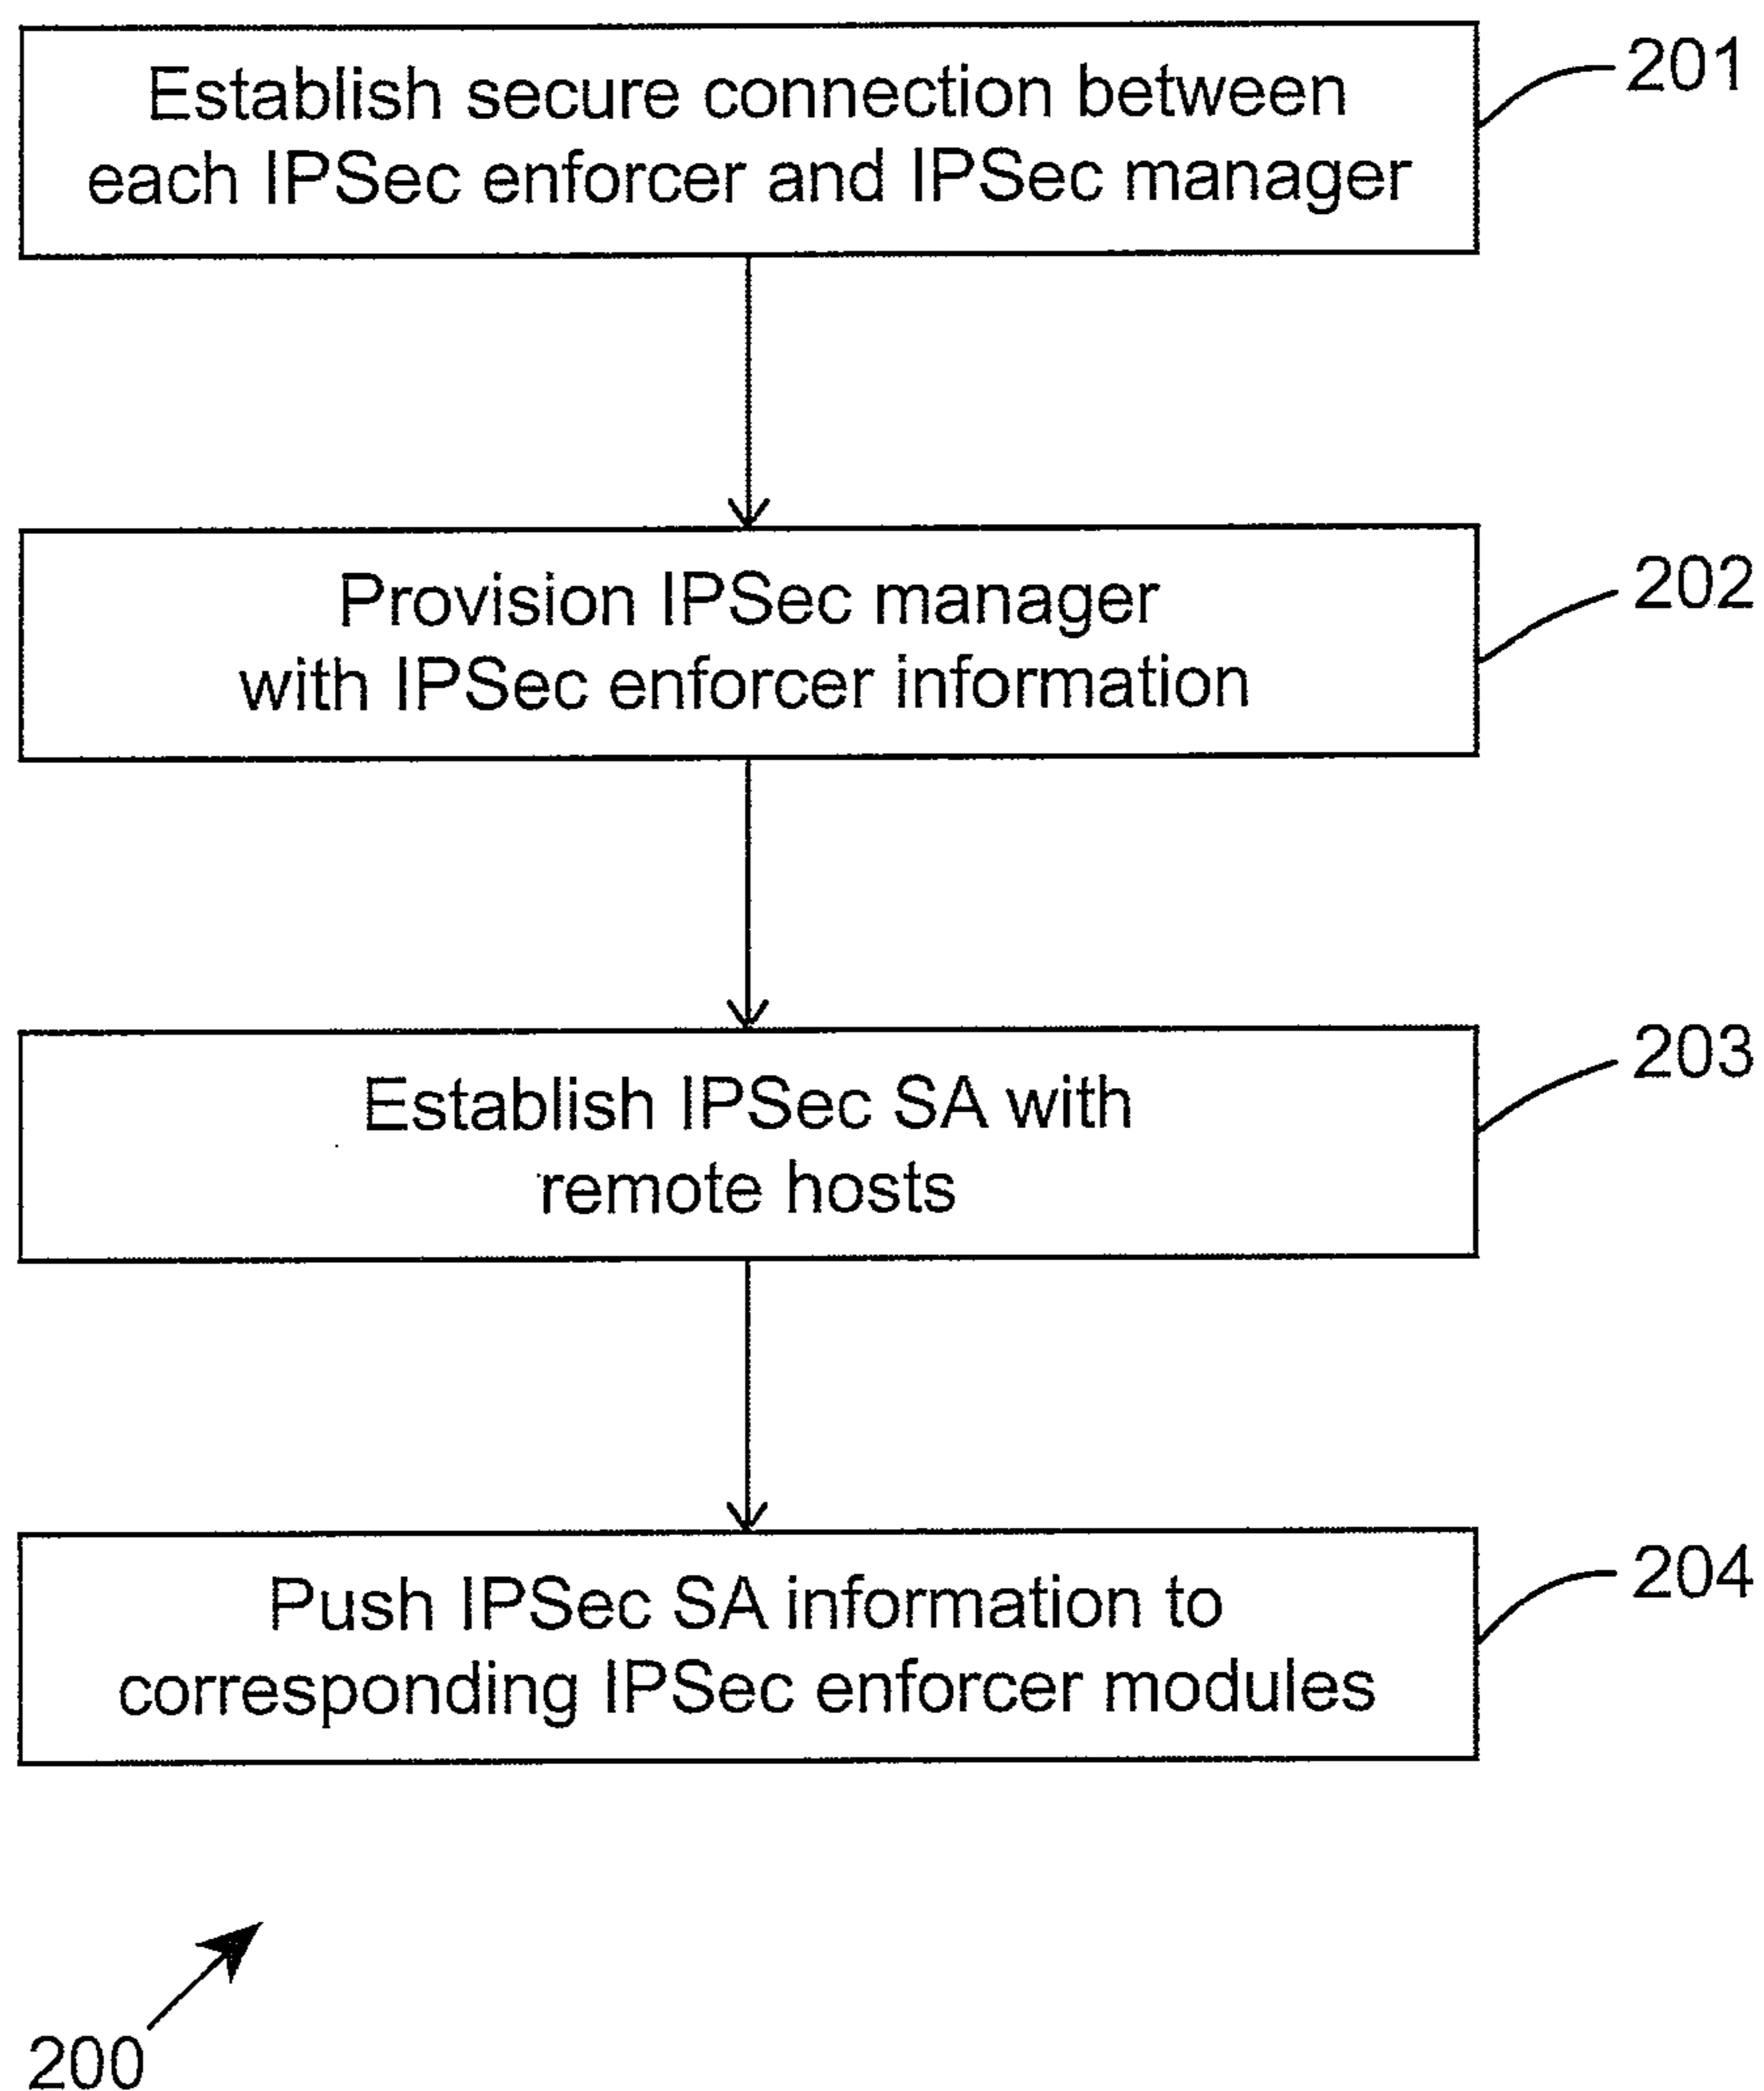 Establish secure connection between
each IPSec enforcer and IPSec manager
201
Provision IPSec manager
with IPSec enforcer information
202
Establish IPSec SA with
remote hosts
203
Push IPSec SA information to
corresponding IPSec enforcer modules
204
200